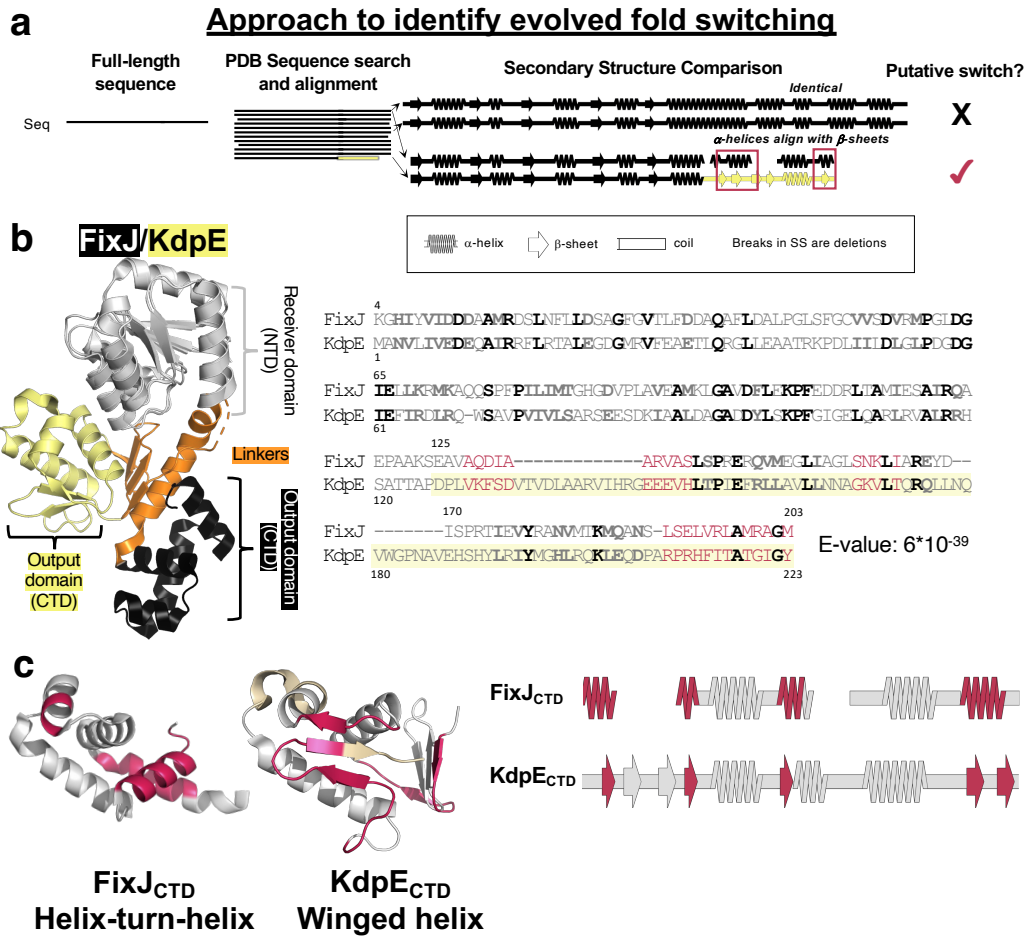 a
Approach to identify evolved fold switching
Full-length
sequence
PDB Sequence search
and alignment
Secondary Structure Comparison
Putative switch?
Seq
Identical
X
α-helices align with β-sheets
✓
b
FixJ/KdpE
α-helix
β-sheet
coil
Breaks in SS are deletions
Receiver domain
(NTD)
Linkers
Output
domain
(CTD)
Output domain
(CTD)
4
FixJ KGHIYVIDDDAAMRDSLNFLLDSAGFGVTLFDDAQAFLDALPGLSFGCVVSDVRMPGLDG
KdpE MANVLIVEDEQAIRRFLRTALEGDGMRVFEAETLQRGLLEAATRKPDLIILDLGLPDGDG
1
65
FixJ IELLKRMKAQQSPFPILIMTGHGDVPLAVEAMKLGAVDFLEKPFEDDRLIAMIESAIRQA
KdpE IEFIRDLRQ-WSAVPVIVLSARSEESDKIAALDAGADDYLSKPFGIGELQARLRVALRRH
61
125
FixJ EPAAKSEAVAQDIA-------------ARVASLSPRERQVMEGLIAGLSNKLIAREYD--
KdpE SATTAPDPLVKFSDVTVDLAARVIHRGEEEVHLTPIEFRLLAVLLNNAGKVLTQRQLLNQ
120
170
203
FixJ -------ISPRTIEVYRANVMTKMQANS-LSELVRLAMRAGM
KdpE VWGPNAVEHSHYLRIYMGHLRQKLEQDPARPRHFITATGIGY
180
223
E-value: 6*10-39
c
FixJCTD
Helix-turn-helix
KdpECTD
Winged helix
FixJCTD
KdpECTD